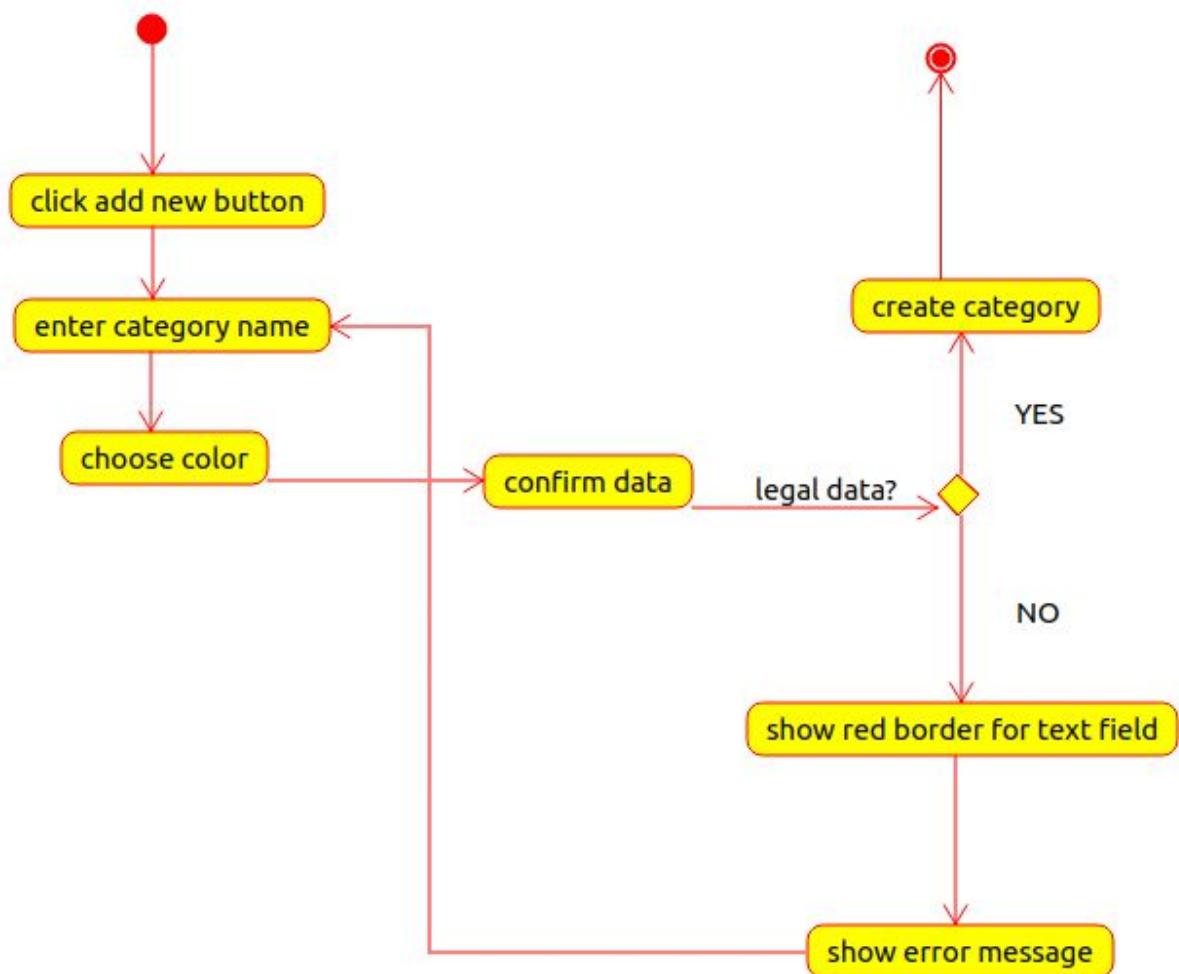 click add new button
enter category name
create category
YES
choose color
confirm data
legal data?
NO
show red border for text field
show error message